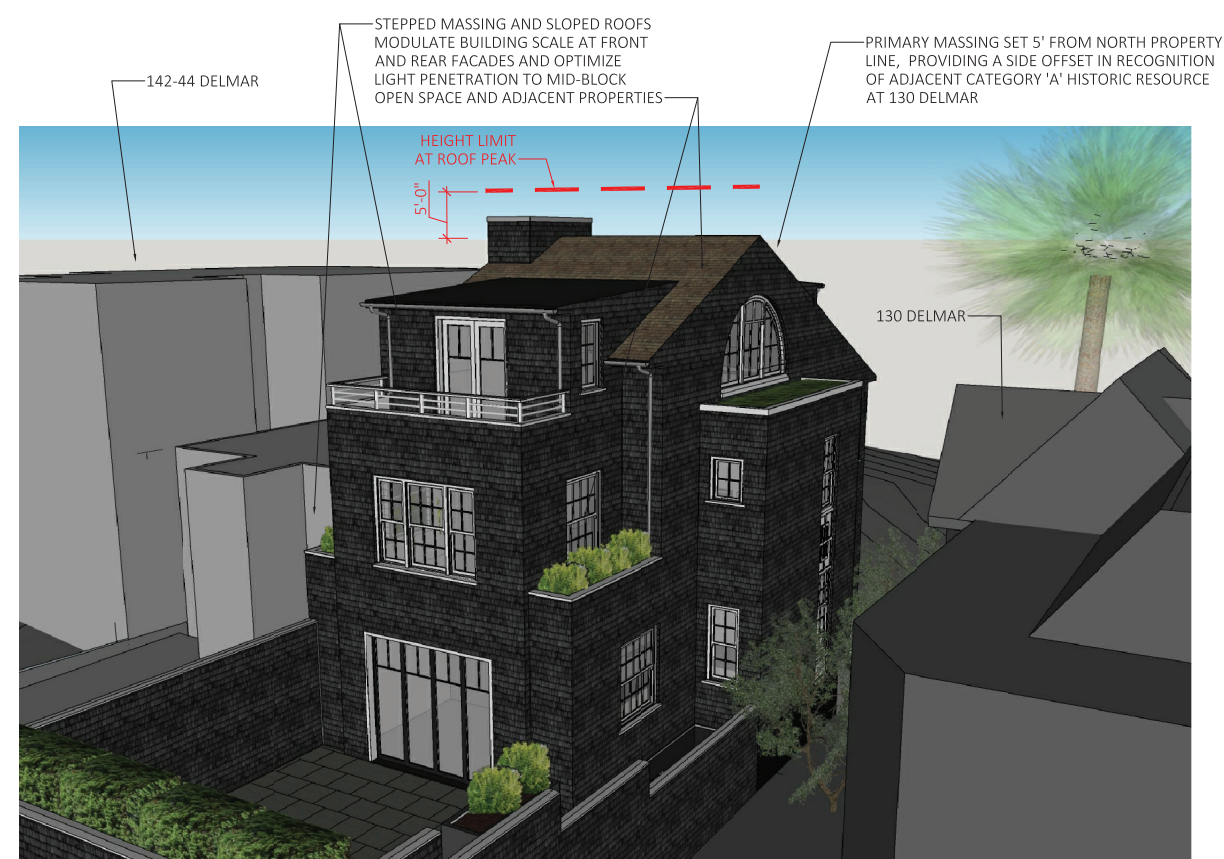 STEPPED MASSING AND SLOPED ROOFS
MODULATE BUILDING SCALE AT FRONT
AND REAR FACADES AND OPTIMIZE
LIGHT PENETRATION TO MID-BLOCK
OPEN SPACE AND ADJACENT PROPERTIES
PRIMARY MASSING SET 5' FROM NORTH PROPERTY
LINE, PROVIDING A SIDE OFFSET IN RECOGNITION
OF ADJACENT CATEGORY 'A' HISTORIC RESOURCE
AT 130 DELMAR
142-44 DELMAR
HEIGHT LIMIT
AT ROOF PEAK
5'-0"
130 DELMAR